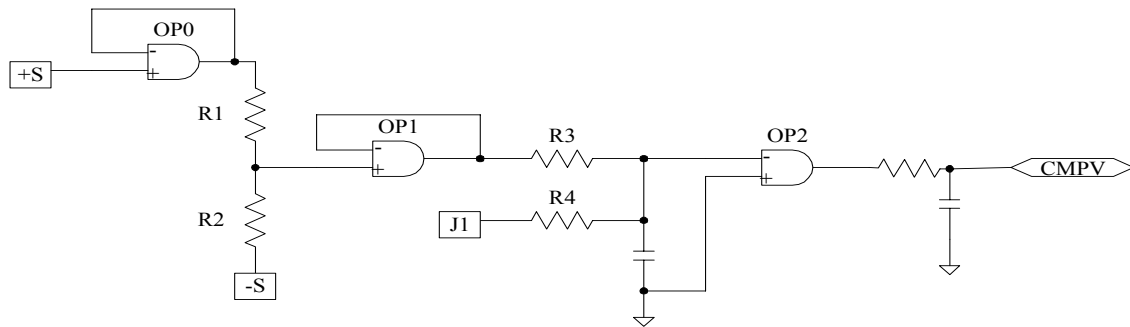 OP0
-
+
+S
R1
OP1
-
+
R2
-S
R3
R4
J1
OP2
-
+
CMPV